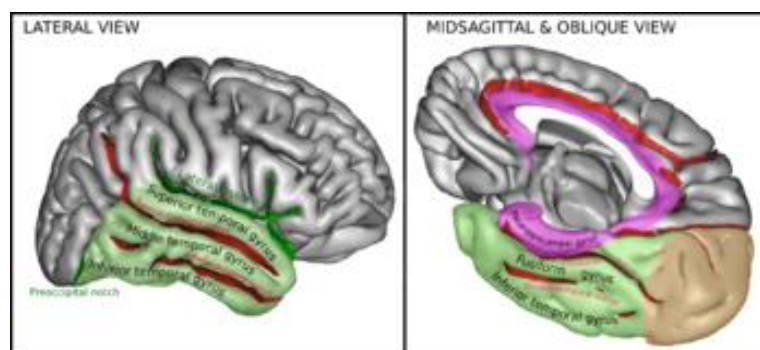 LATERAL VIEW
Superior temporal gyrus
Middle temporal gyrus
Inferior temporal gyrus
Preoccipital notch
MIDSAGITTAL & OBLIQUE VIEW
Fusiform gyrus
Inferior temporal gyrus